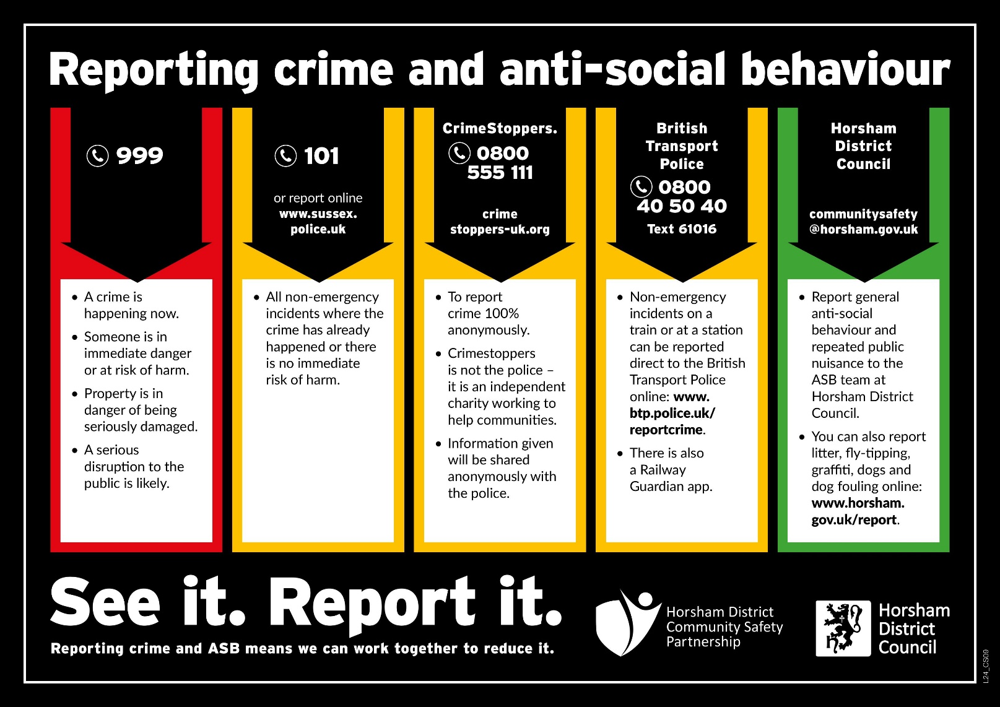 Reporting crime and anti-social behaviour
999
101
or report online
www.sussex.
police.uk
CrimeStoppers.
0800
555 111
crime
stoppers-uk.org
British
Transport
Police
0800
40 50 40
Text 61016
Horsham
District
Council
communitysafety
@horsham.gov.uk
• A crime is
happening now.
• Someone is in
immediate danger
or at risk of harm.
• Property is in
danger of being
seriously damaged.
• A serious
disruption to the
public is likely.
• All non-emergency
incidents where the
crime has already
happened or there
is no immediate
risk of harm.
• To report
crime 100%
anonymously.
• Crimestoppers
is not the police –
it is an independent
charity working to
help communities.
• Information given
will be shared
anonymously with
the police.
• Non-emergency
incidents on a
train or at a station
can be reported
direct to the British
Transport Police
online: www.
btp.police.uk/
reportcrime.
• There is also
a Railway
Guardian app.
• Report general
anti-social
behaviour and
repeated public
nuisance to the
ASB team at
Horsham District
Council.
• You can also report
litter, fly-tipping,
graffiti, dogs and
dog fouling online:
www.horsham.
gov.uk/report.
See it. Report it.
Reporting crime and ASB means we can work together to reduce it.
Horsham District
Community Safety
Partnership
Horsham
District
Council
L24_CS09